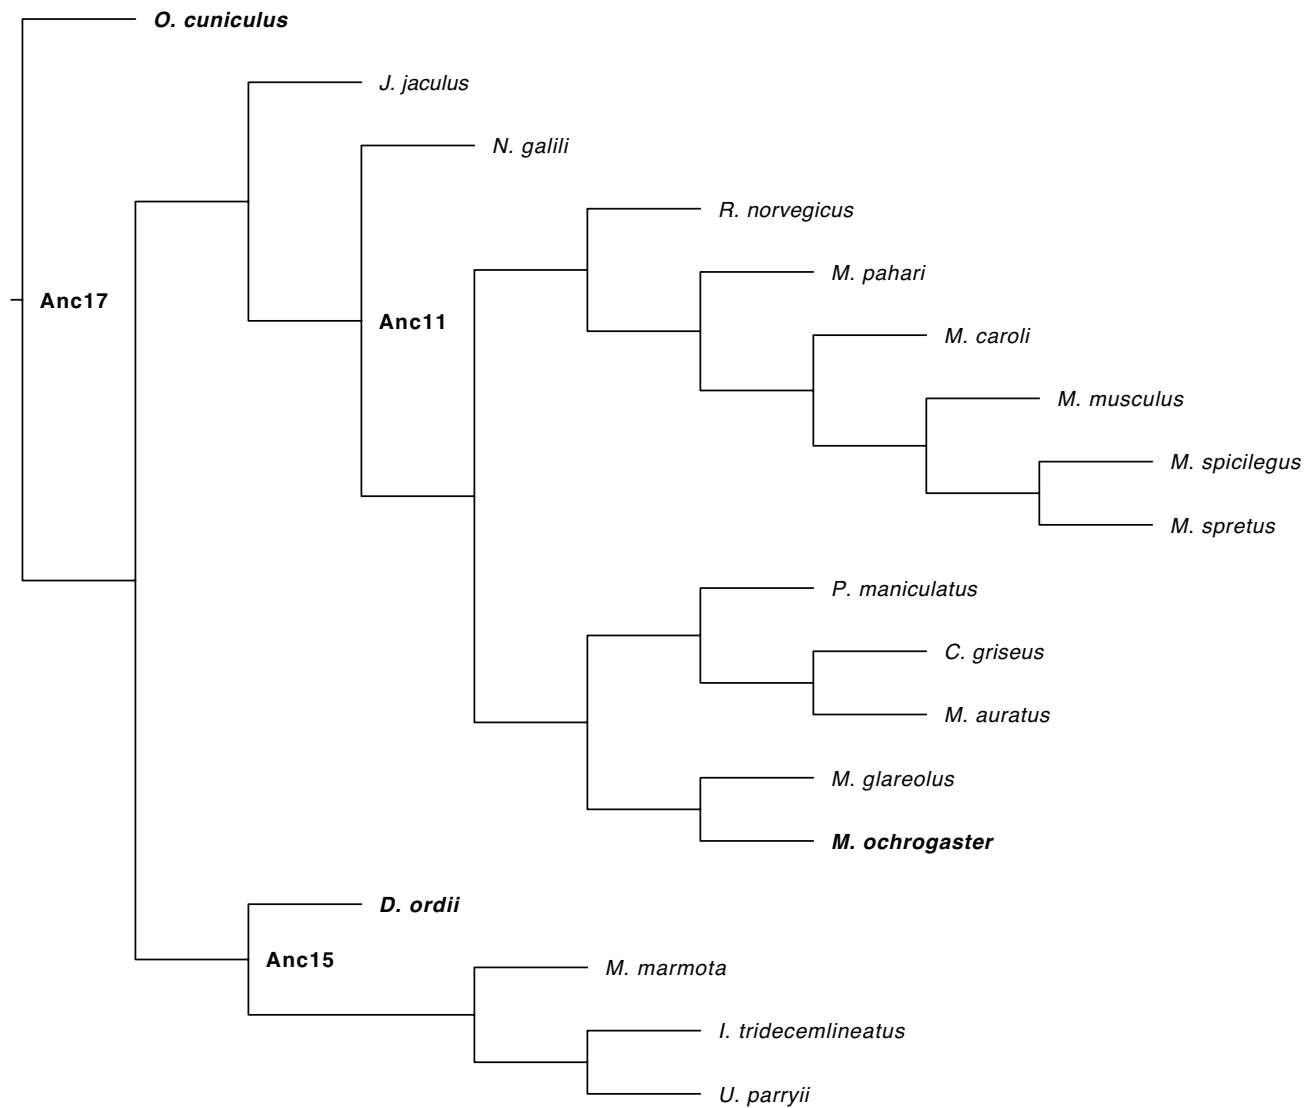 O. cuniculus
J. jaculus
N. galili
R. norvegicus
M. pahari
Anc17
Anc11
M. caroli
M. musculus
M. spicilegus
M. spretus
P. maniculatus
C. griseus
M. auratus
M. glareolus
M. ochrogaster
D. ordii
Anc15
M. marmota
I. tridecemlineatus
U. parryii